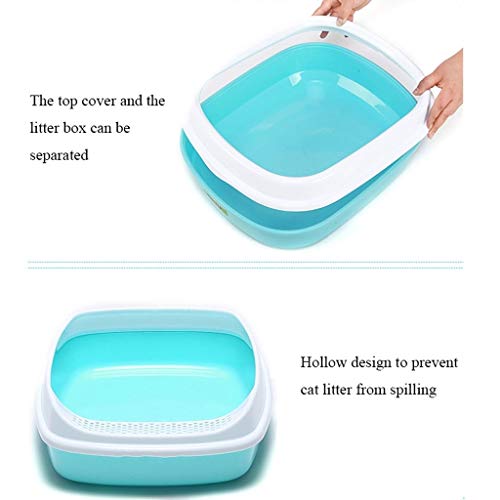 The top cover and the
litter box can be
separated
Hollow design to prevent
cat litter from spilling